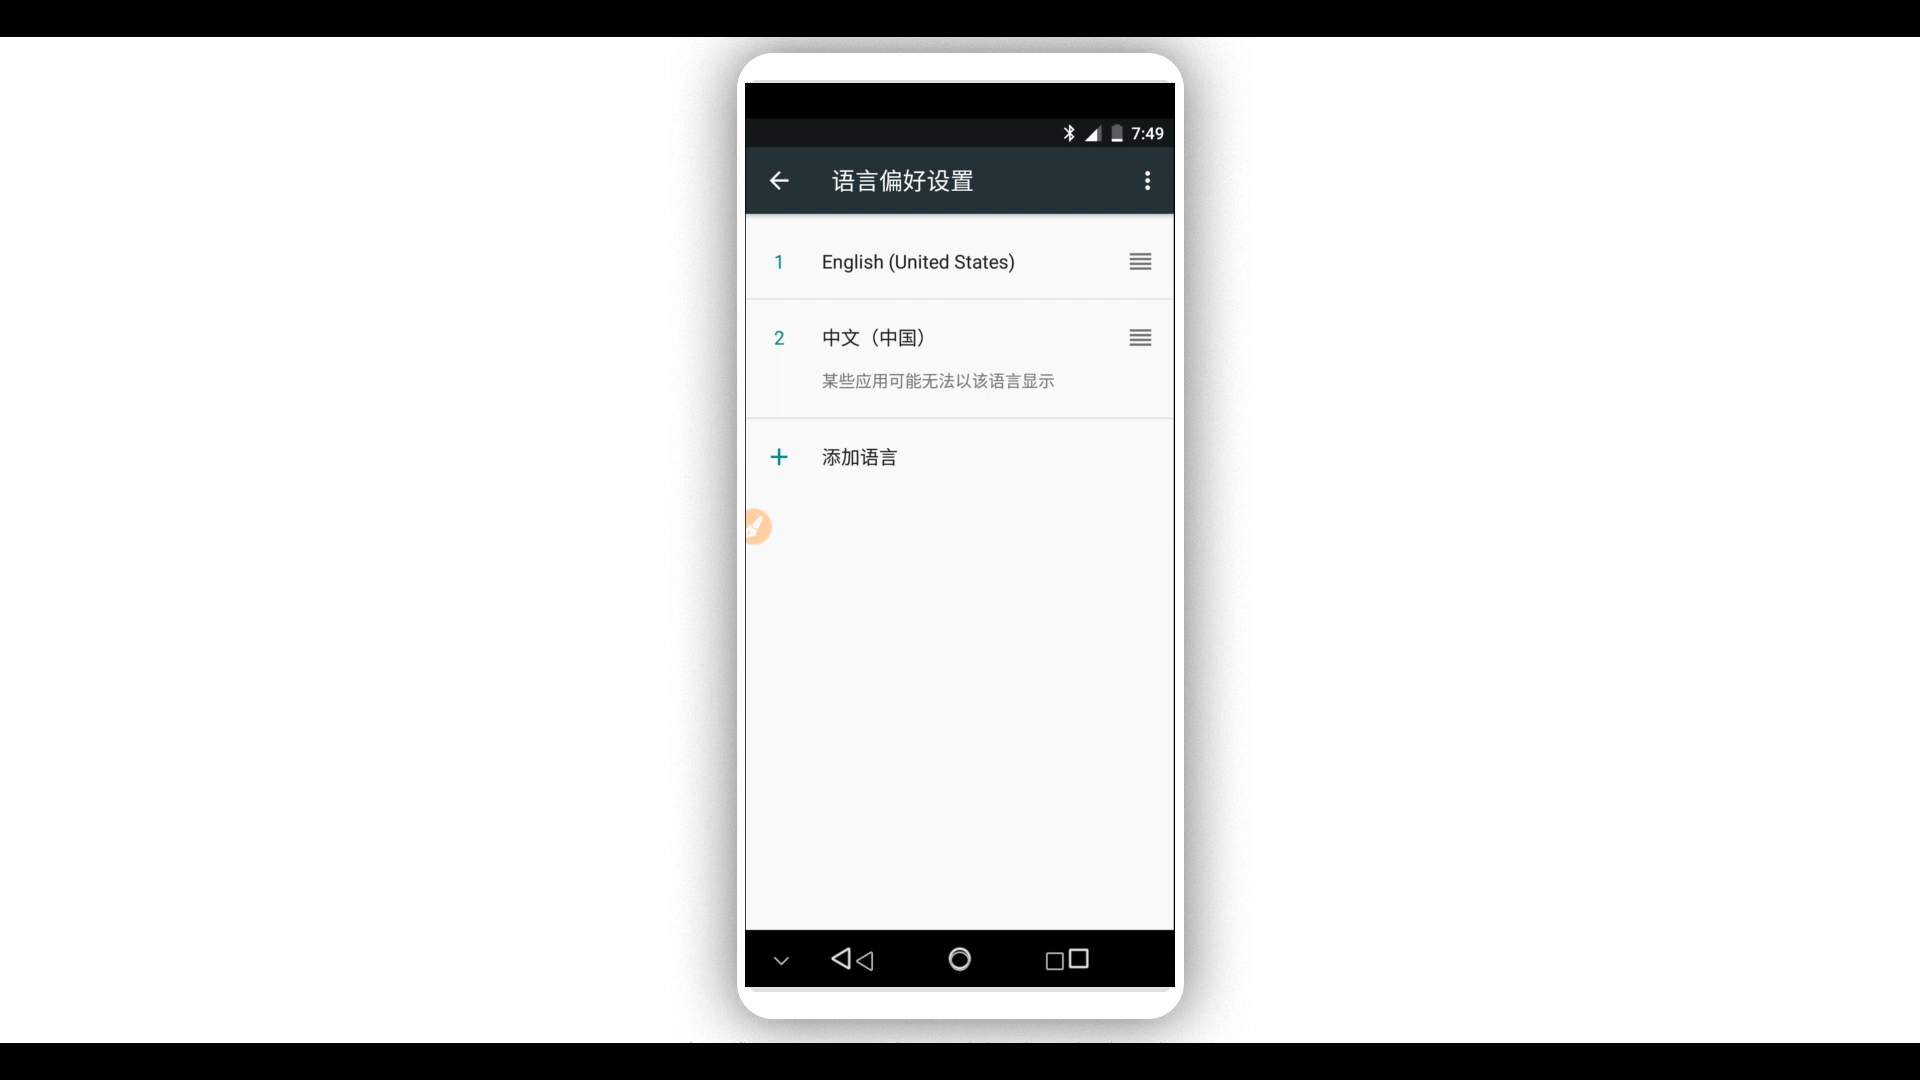 7:49
语言偏好设置
1 English (United States)
2 中文（中国）
某些应用可能无法以该语言显示
添加语言